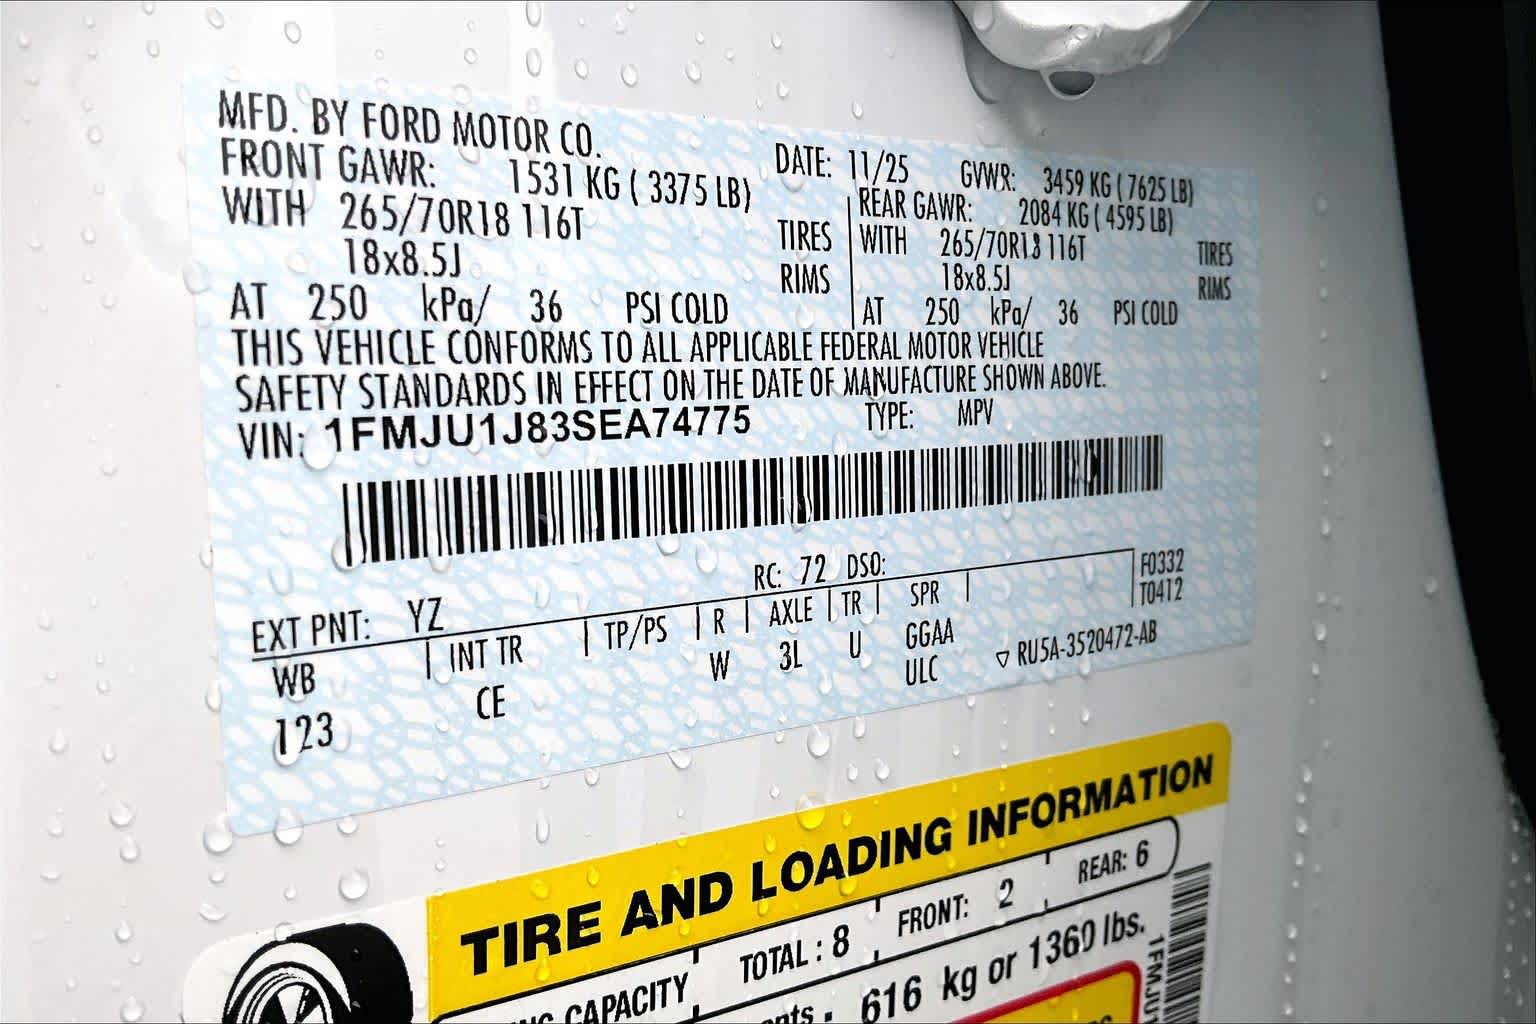 MFD. BY FORD MOTOR CO.
DATE: 11/25 GVWR: 3459 KG ( 7625 LB)
FRONT GAWR: 1531 KG ( 3375 LB)
REAR GAWR: 2084 KG ( 4595 LB)
WITH 265/70R18 116T TIRES
WITH 265/70R18 116T TIRES
18x8.5J RIMS
18x8.5J RIMS
AT 250 kPa/ 36 PSI COLD
AT 250 kPa/ 36 PSI COLD
THIS VEHICLE CONFORMS TO ALL APPLICABLE FEDERAL MOTOR VEHICLE
SAFETY STANDARDS IN EFFECT ON THE DATE OF MANUFACTURE SHOWN ABOVE.
VIN: 1FMJU1J83SEA74775 TYPE: MPV
EXT PNT: YZ RC: 72 DSO: F0332
T0412
WB INT TR TP/PS R AXLE TR SPR
123 CE W 3L U GGAA
ULC
▽ RU5A-3520472-AB
TIRE AND LOADING INFORMATION
CAPACITY TOTAL : 8 FRONT: 2 REAR: 6
616 kg or 1360 lbs.
1FMJU1